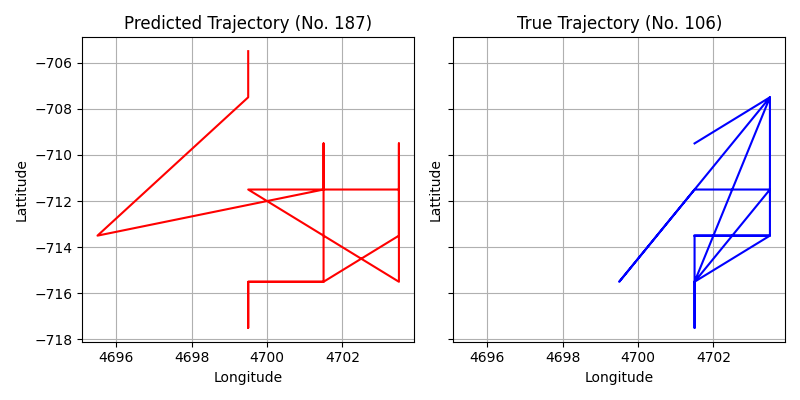 Predicted Trajectory (No. 187)
True Trajectory (No. 106)
−706
−708
−710
−712
−714
−716
−718
Lattitude
Lattitude
4696 4698 4700 4702
4696 4698 4700 4702
Longitude
Longitude